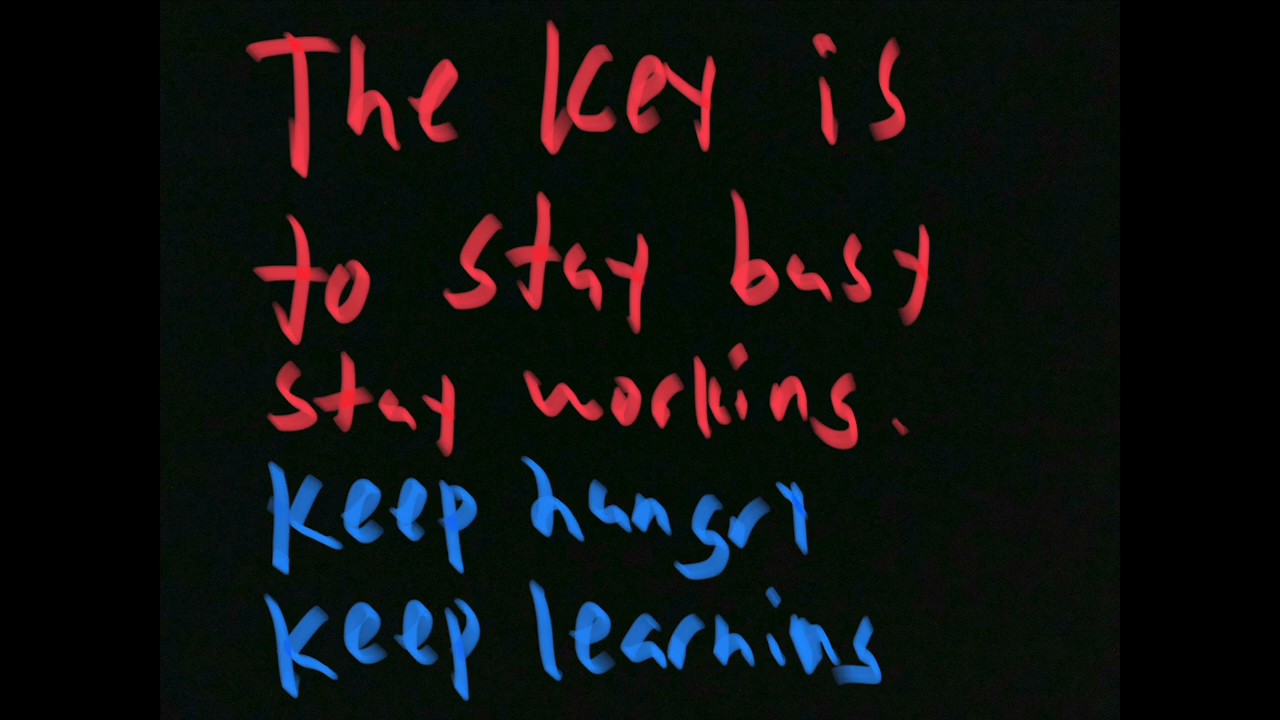 The key is
to stay busy
stay working.
keep hungry
keep learning